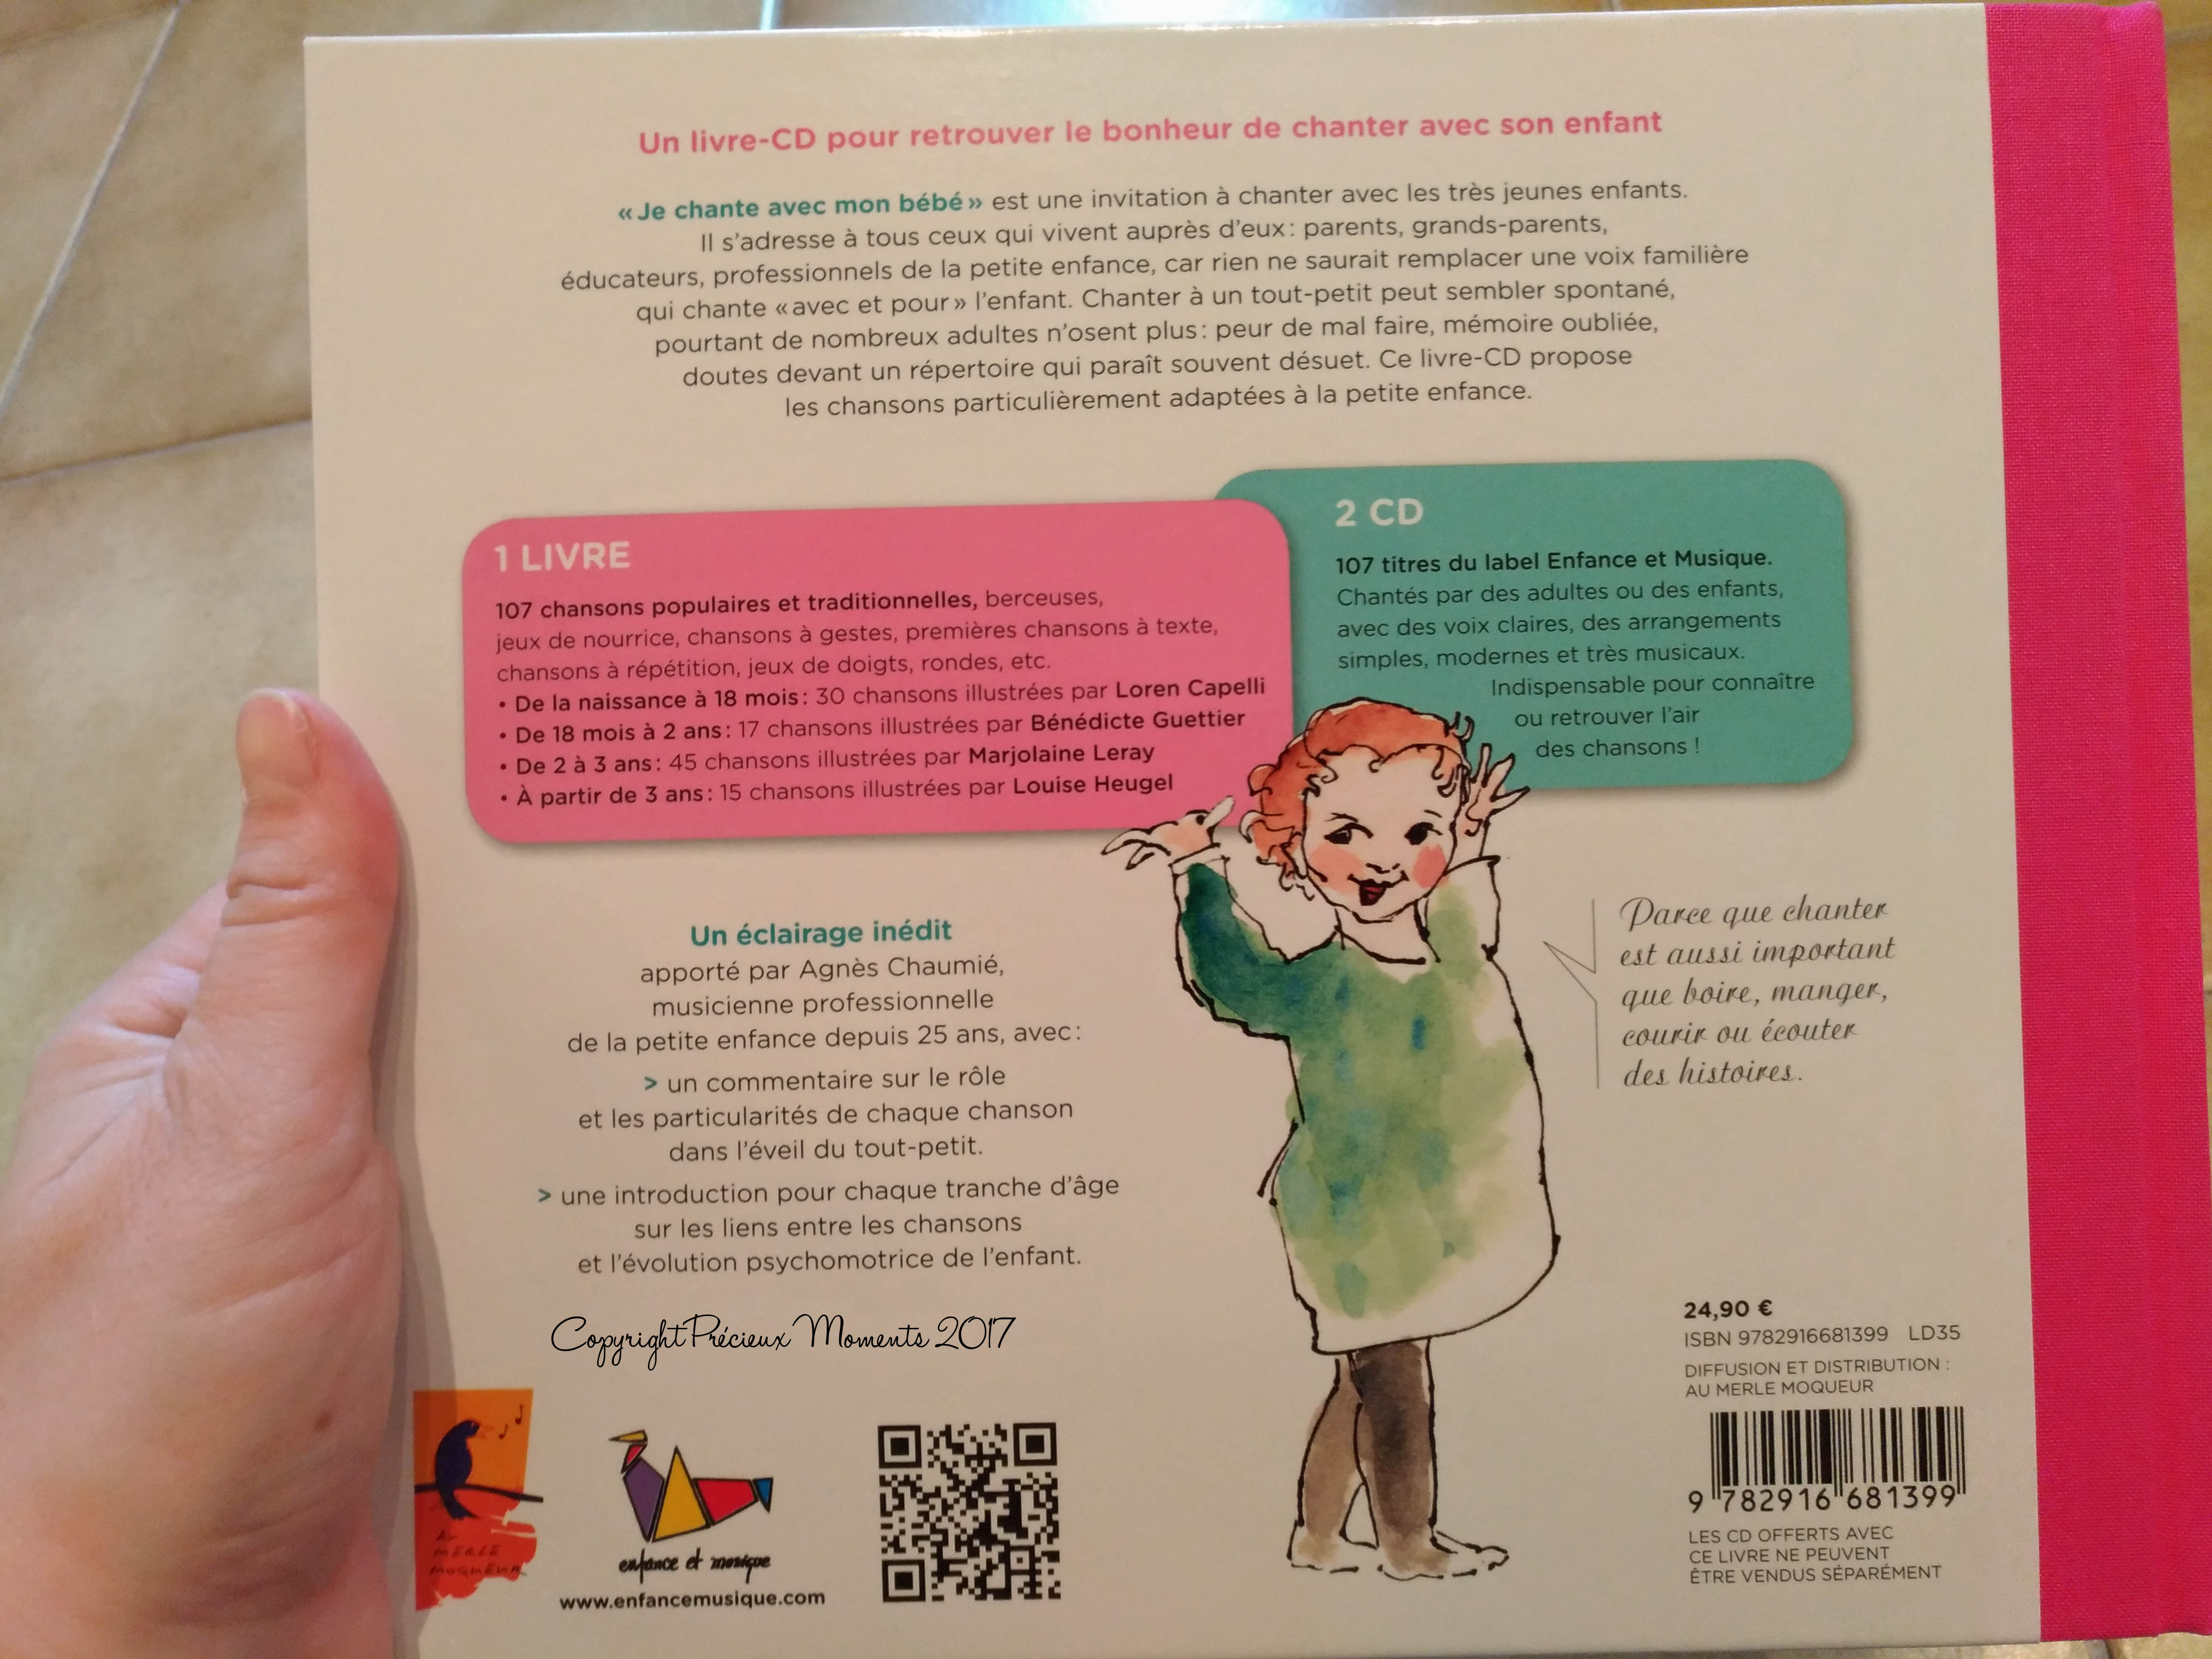 Un livre-CD pour retrouver le bonheur de chanter avec son enfant
« Je chante avec mon bébé » est une invitation à chanter avec les très jeunes enfants.
Il s'adresse à tous ceux qui vivent auprès d'eux : parents, grands-parents,
éducateurs, professionnels de la petite enfance, car rien ne saurait remplacer une voix familière
qui chante « avec et pour » l'enfant. Chanter à un tout-petit peut sembler spontané,
pourtant de nombreux adultes n'osent plus : peur de mal faire, mémoire oubliée,
doutes devant un répertoire qui paraît souvent désuet. Ce livre-CD propose
les chansons particulièrement adaptées à la petite enfance.
1 LIVRE
107 chansons populaires et traditionnelles, berceuses,
jeux de nourrice, chansons à gestes, premières chansons à texte,
chansons à répétition, jeux de doigts, rondes, etc.
• De la naissance à 18 mois : 30 chansons illustrées par Loren Capelli
• De 18 mois à 2 ans : 17 chansons illustrées par Bénédicte Guettier
• De 2 à 3 ans : 45 chansons illustrées par Marjolaine Leray
• À partir de 3 ans : 15 chansons illustrées par Louise Heugel
2 CD
107 titres du label Enfance et Musique.
Chantés par des adultes ou des enfants,
avec des voix claires, des arrangements
simples, modernes et très musicaux.
Indispensable pour connaître
ou retrouver l'air
des chansons !
Un éclairage inédit
apporté par Agnès Chaumié,
musicienne professionnelle
de la petite enfance depuis 25 ans, avec :
> un commentaire sur le rôle
et les particularités de chaque chanson
dans l'éveil du tout-petit.
> une introduction pour chaque tranche d'âge
sur les liens entre les chansons
et l'évolution psychomotrice de l'enfant.
Parce que chanter
est aussi important
que boire, manger,
courir ou écouter
des histoires.
Copyright Précieux Moments 2017
AU
MERLE
MOQUEUR
enfance et musique
www.enfancemusique.com
24,90 €
ISBN 9782916681399 LD35
DIFFUSION ET DISTRIBUTION :
AU MERLE MOQUEUR
9 782916 681399
LES CD OFFERTS AVEC
CE LIVRE NE PEUVENT
ÊTRE VENDUS SÉPARÉMENT